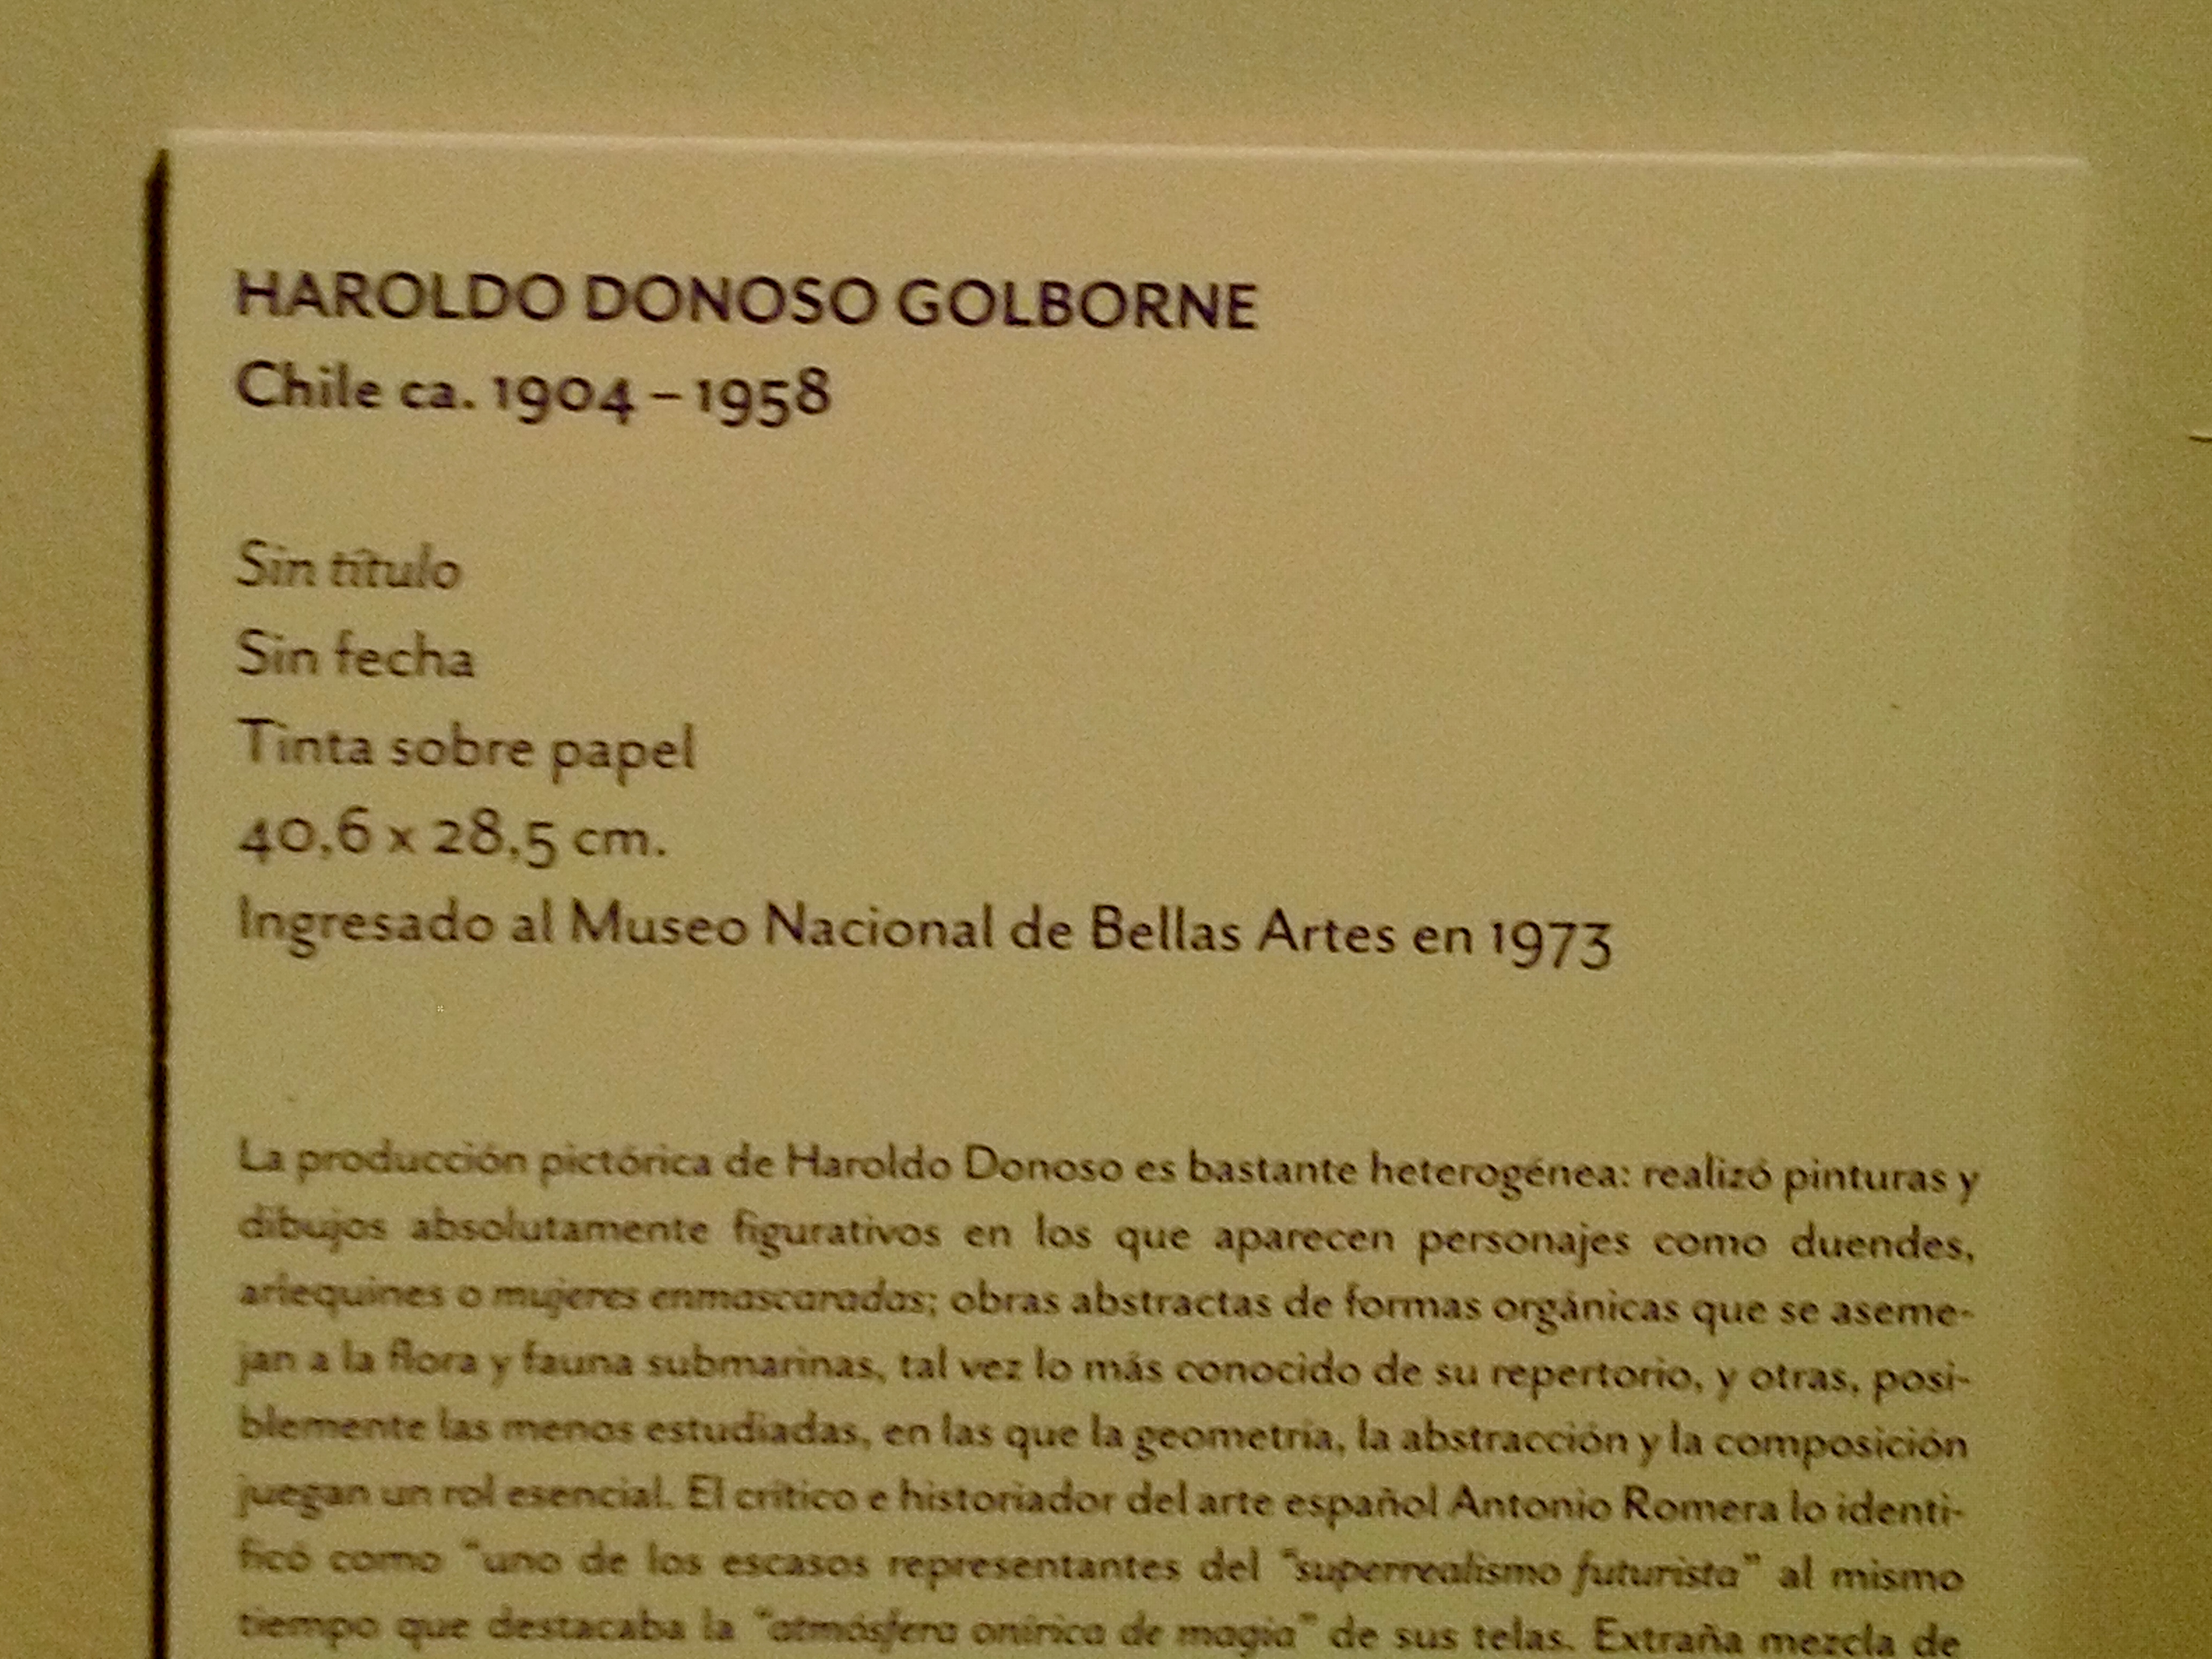 HAROLDO DONOSO GOLBORNE
Chile ca. 1904 – 1958
Sin título
Sin fecha
Tinta sobre papel
40,6 x 28,5 cm.
Ingresado al Museo Nacional de Bellas Artes en 1973
La producción pictórica de Haroldo Donoso es bastante heterogénea: realizó pinturas y
dibujos absolutamente figurativos en los que aparecen personajes como duendes,
arlequines o mujeres enmascaradas; obras abstractas de formas orgánicas que se aseme-
jan a la flora y fauna submarinas, tal vez lo más conocido de su repertorio, y otras, posi-
blemente las menos estudiadas, en las que la geometría, la abstracción y la composición
juegan un rol esencial. El crítico e historiador del arte español Antonio Romera lo identi-
ficó como "uno de los escasos representantes del "superrealismo futurista" al mismo
tiempo que destacaba la "atmósfera onírica de magia" de sus telas. Extraña mezcla de